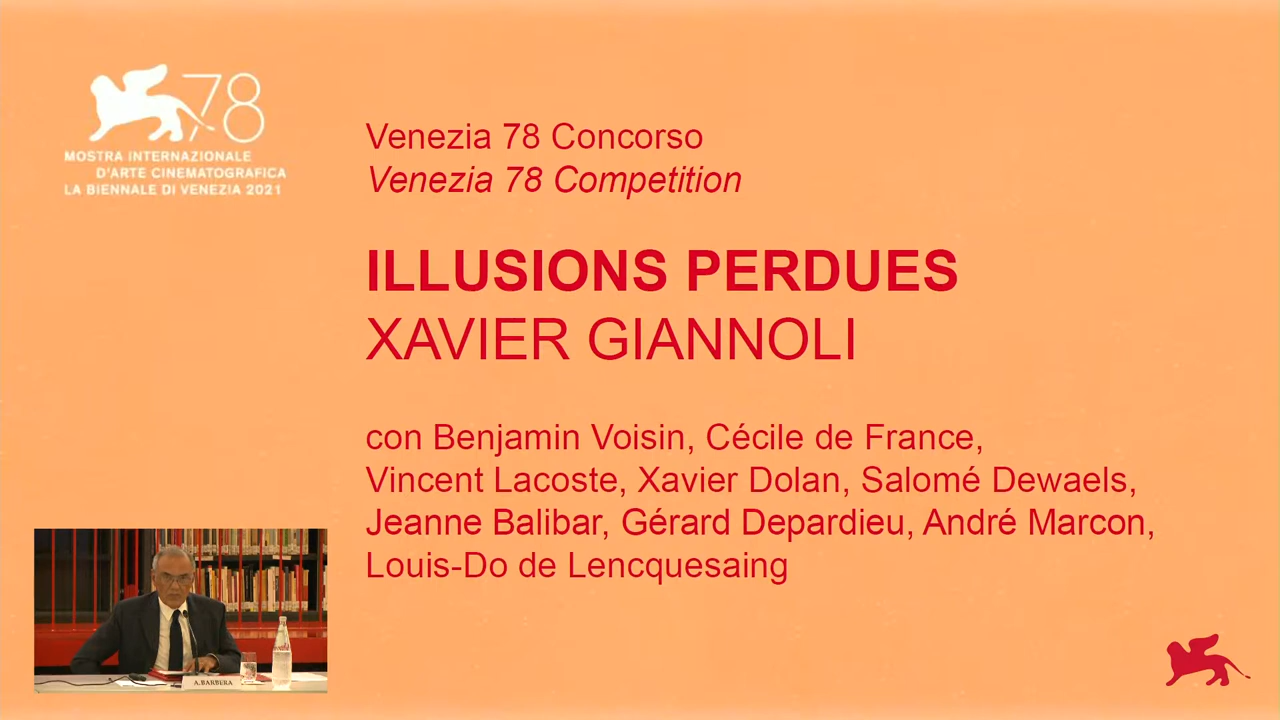 78
MOSTRA INTERNAZIONALE
D'ARTE CINEMATOGRAFICA
LA BIENNALE DI VENEZIA 2021
Venezia 78 Concorso
Venezia 78 Competition
ILLUSIONS PERDUES
XAVIER GIANNOLI
con Benjamin Voisin, Cécile de France,
Vincent Lacoste, Xavier Dolan, Salomé Dewaels,
Jeanne Balibar, Gérard Depardieu, André Marcon,
Louis-Do de Lencquesaing
A.BARBERA